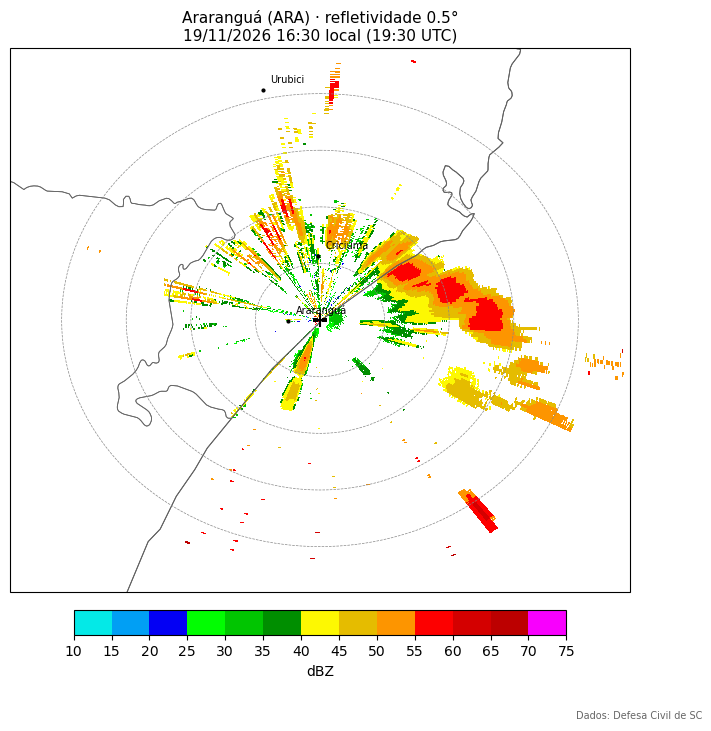 Araranguá (ARA) · refletividade 0.5°
19/11/2026 16:30 local (19:30 UTC)
Urubici
Criciúma
Araranguá
10 15 20 25 30 35 40 45 50 55 60 65 70 75
dBZ
Dados: Defesa Civil de SC